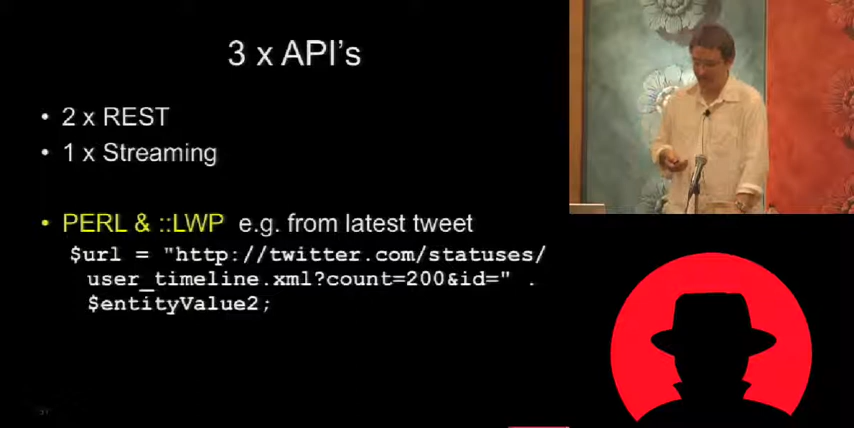 3 x API's
• 2 x REST
• 1 x Streaming
• PERL & ::LWP e.g. from latest tweet
$url = "http://twitter.com/statuses/
user_timeline.xml?count=200&id=" .
$entityValue2;